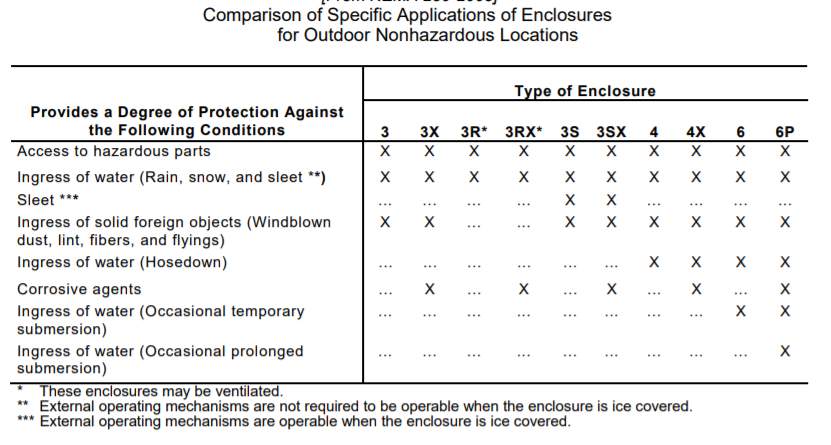 Comparison of Specific Applications of Enclosures
for Outdoor Nonhazardous Locations
Type of Enclosure
Provides a Degree of Protection Against
the Following Conditions 3 3X 3R* 3RX* 3S 3SX 4 4X 6 6P
Access to hazardous parts X X X X X X X X X X
Ingress of water (Rain, snow, and sleet **) X X X X X X X X X X
Sleet *** ... ... ... ... X X ... ... ... ...
Ingress of solid foreign objects (Windblown X X ... ... X X X X X X
dust, lint, fibers, and flyings)
Ingress of water (Hosedown) ... ... ... ... ... ... X X X X
Corrosive agents ... X ... X ... X ... X ... X
Ingress of water (Occasional temporary ... ... ... ... ... ... ... ... X X
submersion)
Ingress of water (Occasional prolonged ... ... ... ... ... ... ... ... ... X
submersion)
* These enclosures may be ventilated.
** External operating mechanisms are not required to be operable when the enclosure is ice covered.
*** External operating mechanisms are operable when the enclosure is ice covered.